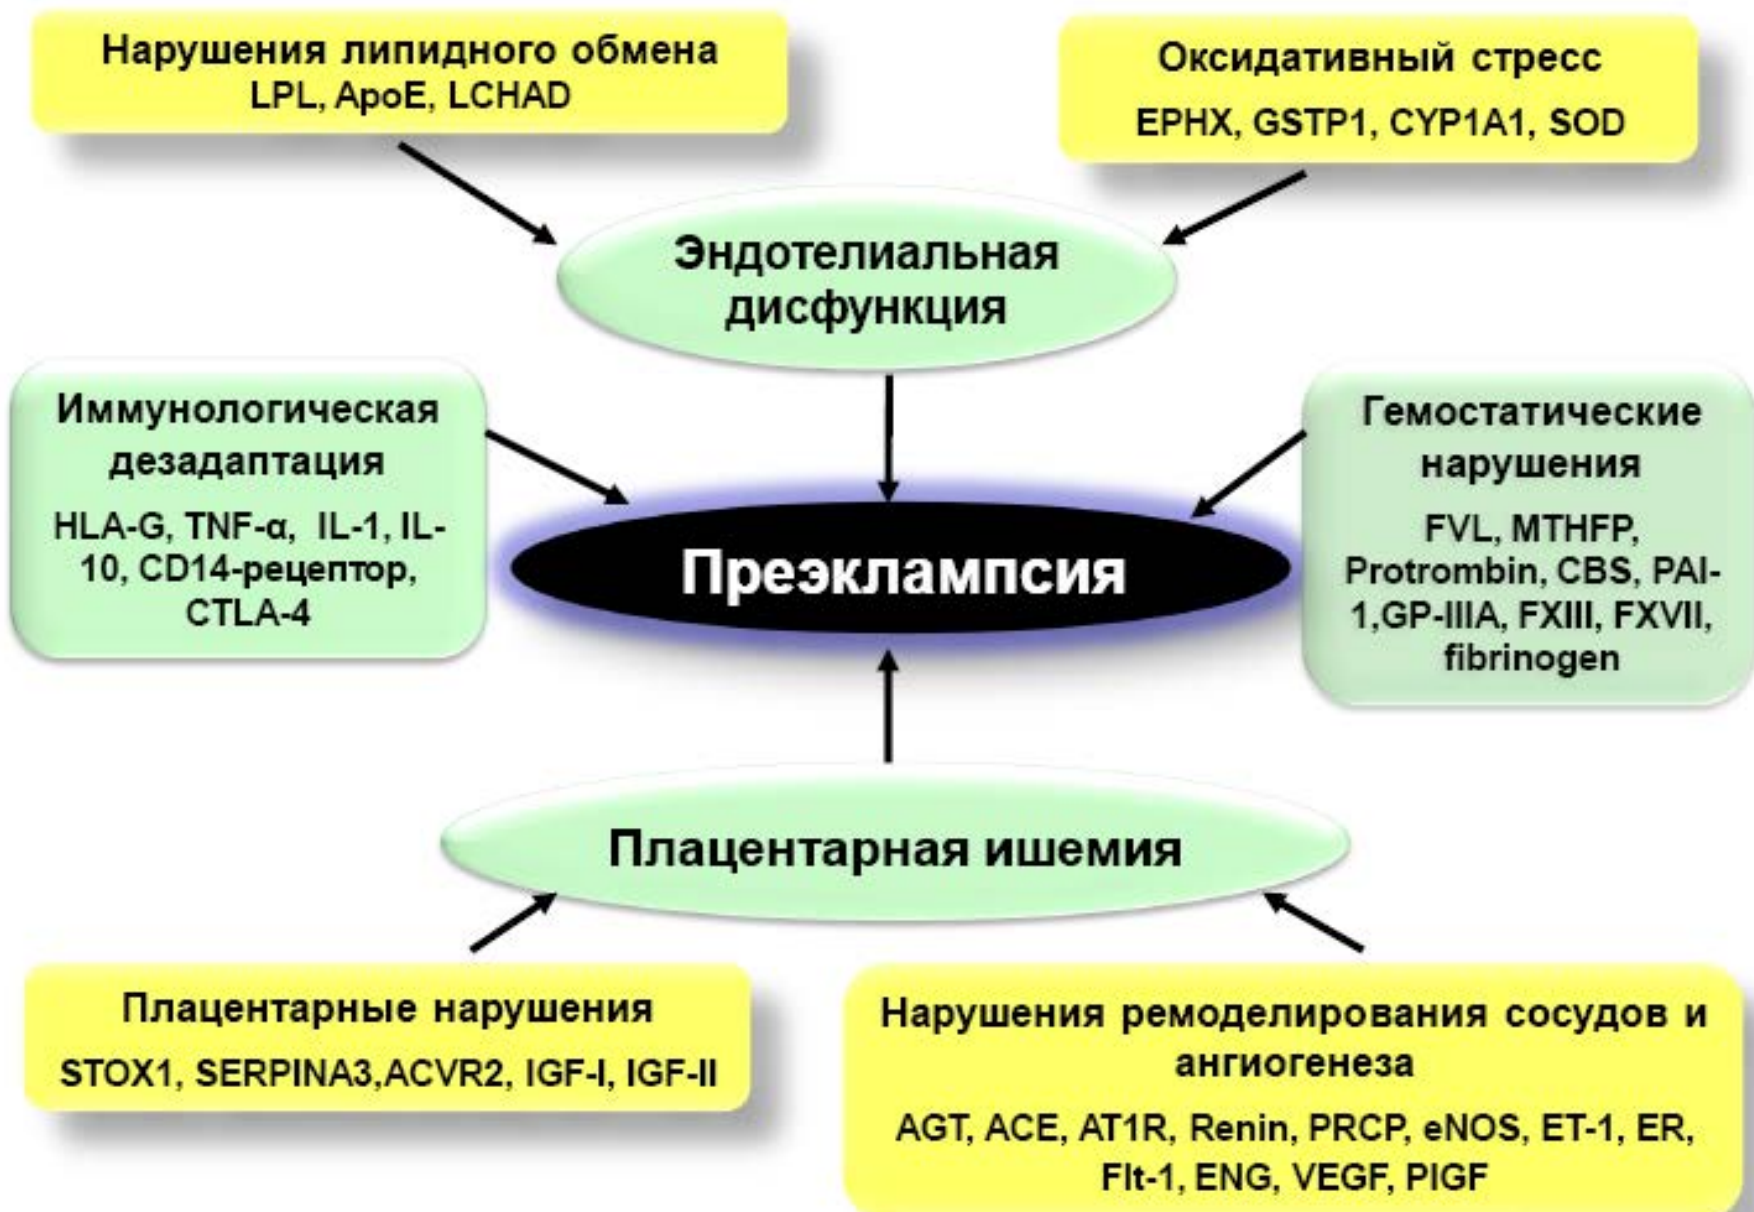 Нарушения липидного обмена
LPL, ApoE, LCHAD
Оксидативный стресс
EPHX, GSTP1, CYP1A1, SOD
Эндотелиальная
дисфункция
Иммунологическая
дезадаптация
HLA-G, TNF-α, IL-1, IL-
10, CD14-рецептор,
CTLA-4
Гемостатические
нарушения
FVL, MTHFP,
Protrombin, CBS, PAI-
1,GP-IIIA, FXIII, FXVII,
fibrinogen
Преэклампсия
Плацентарная ишемия
Плацентарные нарушения
STOX1, SERPINA3,ACVR2, IGF-I, IGF-II
Нарушения ремоделирования сосудов и
ангиогенеза
AGT, ACE, AT1R, Renin, PRCP, eNOS, ET-1, ER,
Flt-1, ENG, VEGF, PlGF